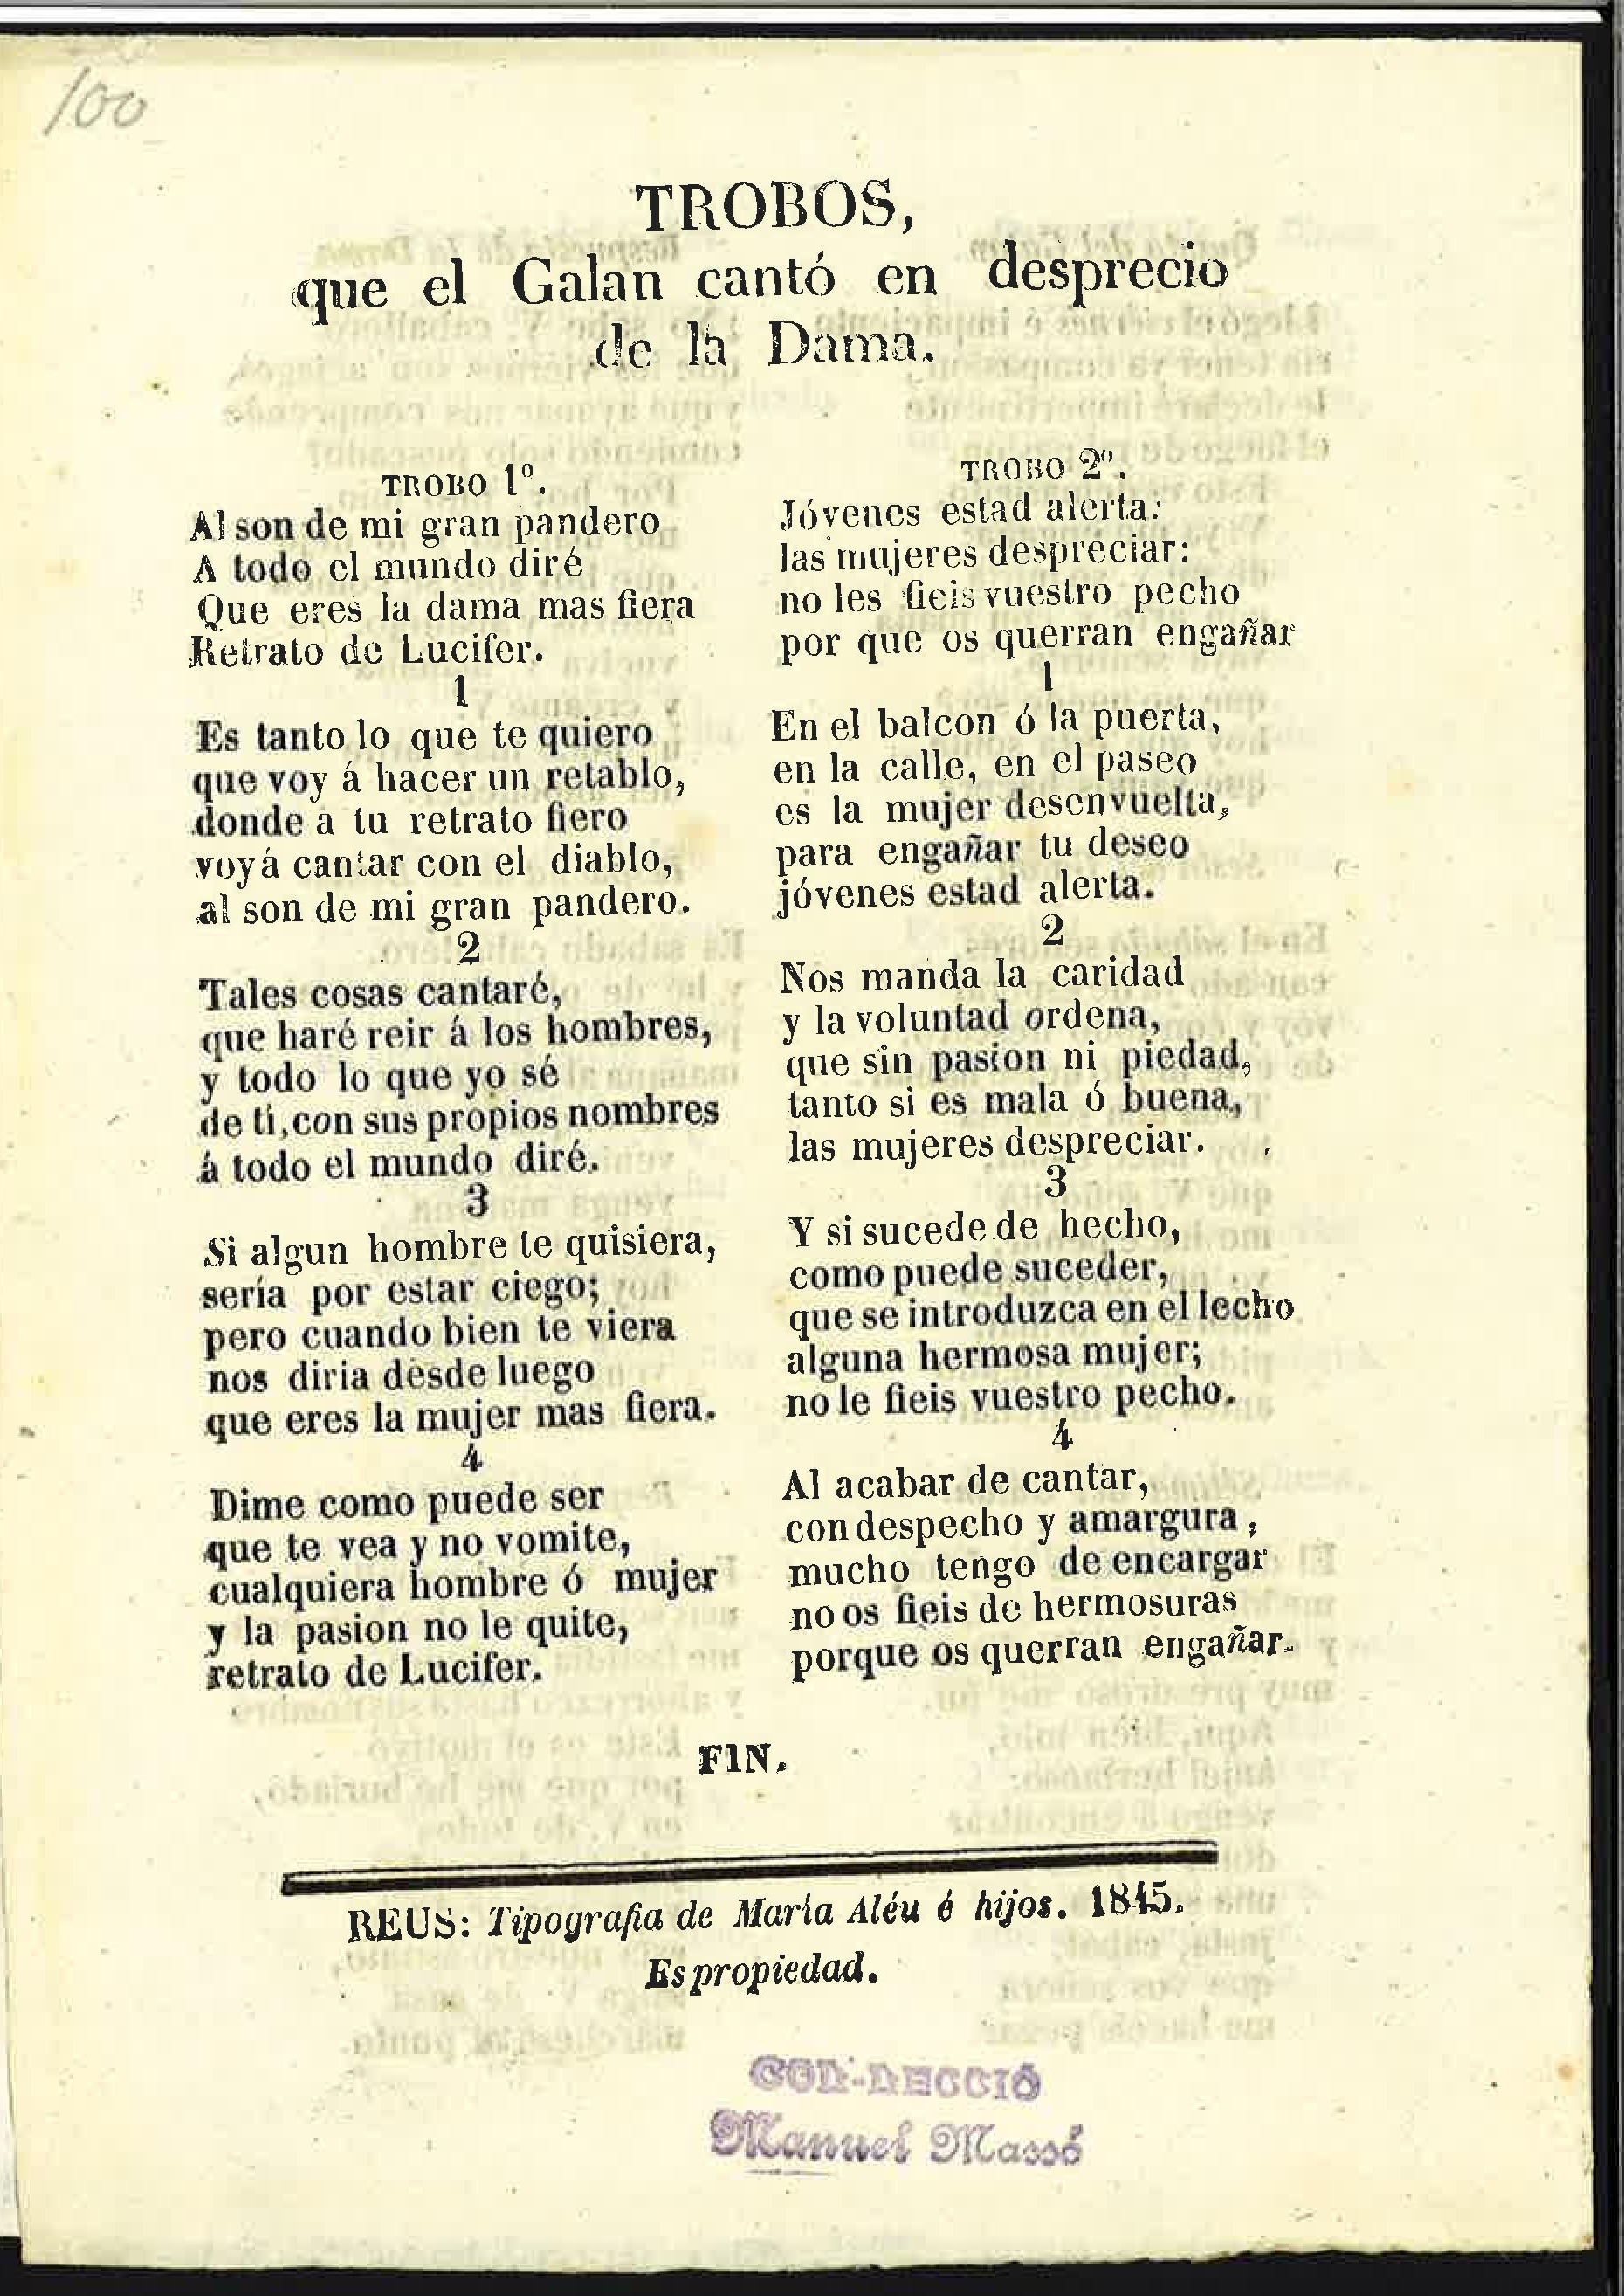 100
TROBOS,
que el Galan cantó en desprecio
de la Dama.
TROBO 1º.
Al son de mi gran pandero
A todo el mundo diré
Que eres la dama mas fiera
Retrato de Lucifer.
1
Es tanto lo que te quiero
que voy á hacer un retablo,
donde a tu retrato fiero
voy á cantar con el diablo,
al son de mi gran pandero.
2
Tales cosas cantaré,
que haré reir á los hombres,
y todo lo que yo sé
de ti, con sus propios nombres
á todo el mundo diré.
3
Si algun hombre te quisiera,
sería por estar ciego;
pero cuando bien te viera
nos diria desde luego
que eres la mujer mas fiera.
4
Dime como puede ser
que te vea y no vomite,
cualquiera hombre ó mujer
y la pasion no le quite,
retrato de Lucifer.
TROBO 2º.
Jóvenes estad alerta:
las mujeres despreciar:
no les fieis vuestro pecho
por que os querran engañar
1
En el balcon ó la puerta,
en la calle, en el paseo
es la mujer desenvuelta,
para engañar tu deseo
jóvenes estad alerta.
2
Nos manda la caridad
y la voluntad ordena,
que sin pasion ni piedad,
tanto si es mala ó buena,
las mujeres despreciar.
3
Y si sucede de hecho,
como puede suceder,
que se introduzca en el lecho
alguna hermosa mujer;
no le fieis vuestro pecho.
4
Al acabar de cantar,
con despecho y amargura,
mucho tengo de encargar
no os fieis de hermosuras
porque os querran engañar.
FIN.
REUS: Tipografia de María Aléu é hijos. 1845.
Es propiedad.
COL·LECCIÓ
Manuel Massó